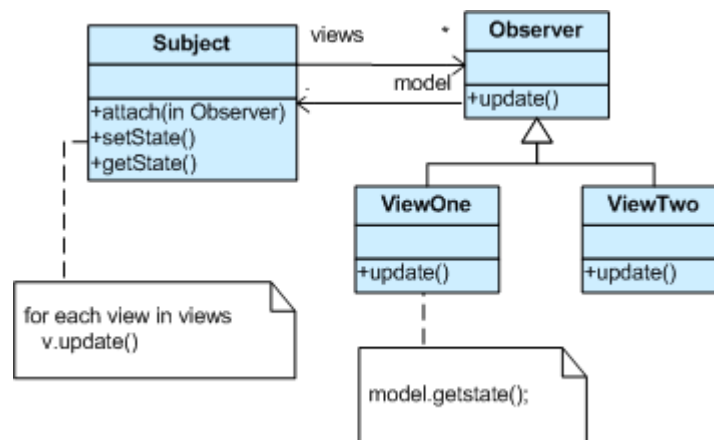 Subject
views
*
Observer
model
+attach(in Observer)
+setState()
+getState()
+update()
ViewOne
ViewTwo
+update()
+update()
for each view in views
v.update()
model.getstate();